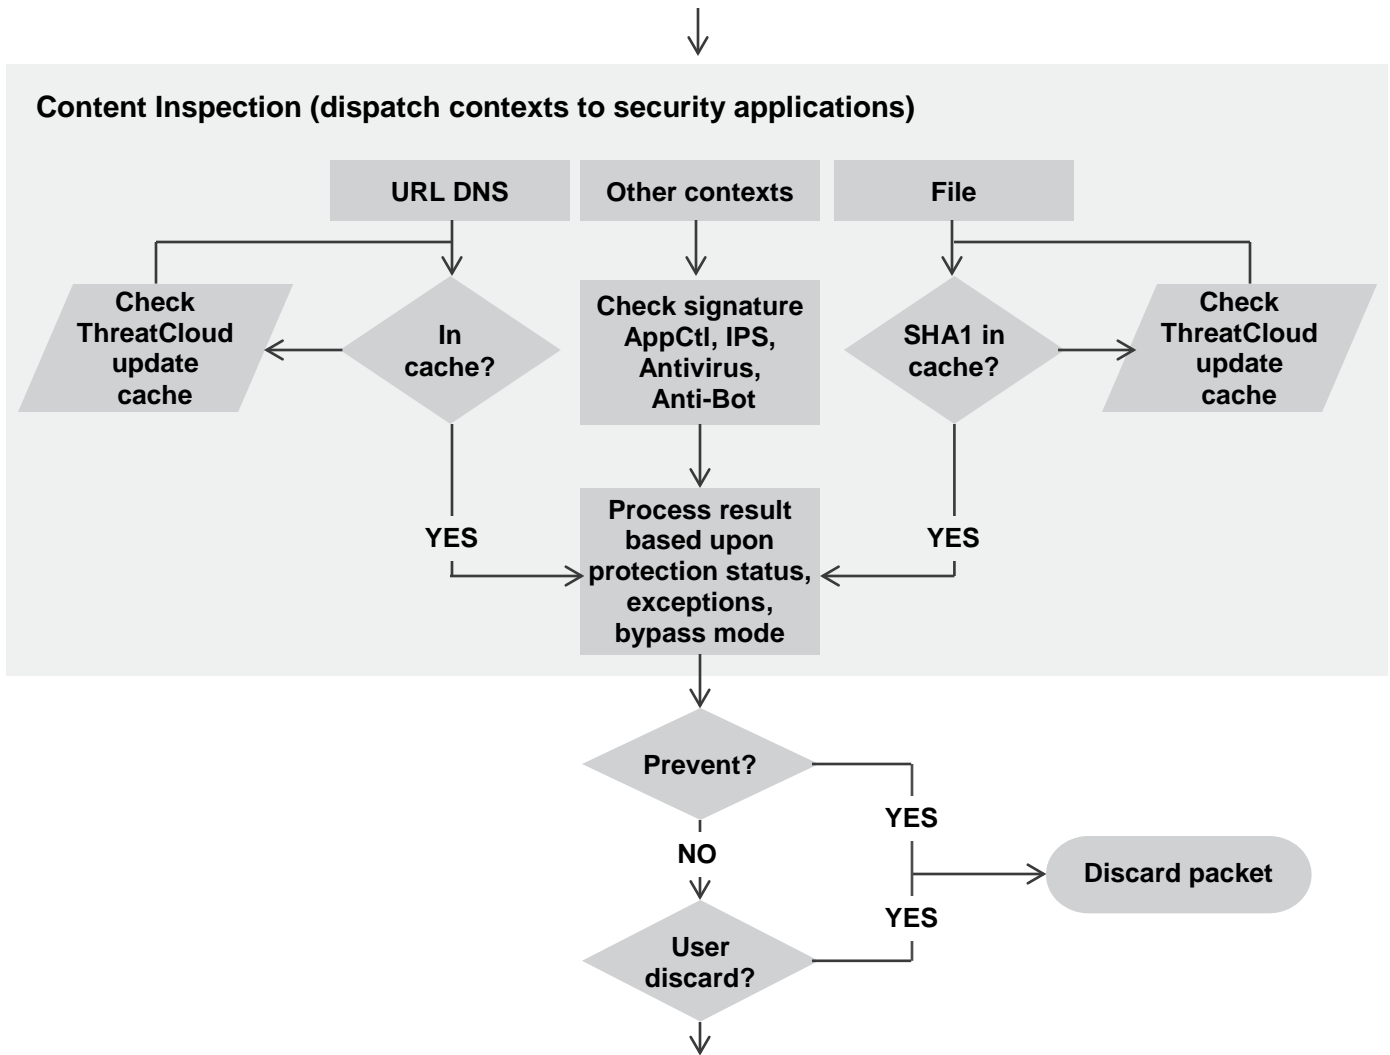 Content Inspection (dispatch contexts to security applications)
URL DNS
Other contexts
File
Check
ThreatCloud
update
cache
In
cache?
Check signature
AppCtl, IPS,
Antivirus,
Anti-Bot
SHA1 in
cache?
Check
ThreatCloud
update
cache
YES
Process result
based upon
protection status,
exceptions,
bypass mode
YES
Prevent?
YES
NO
Discard packet
YES
User
discard?